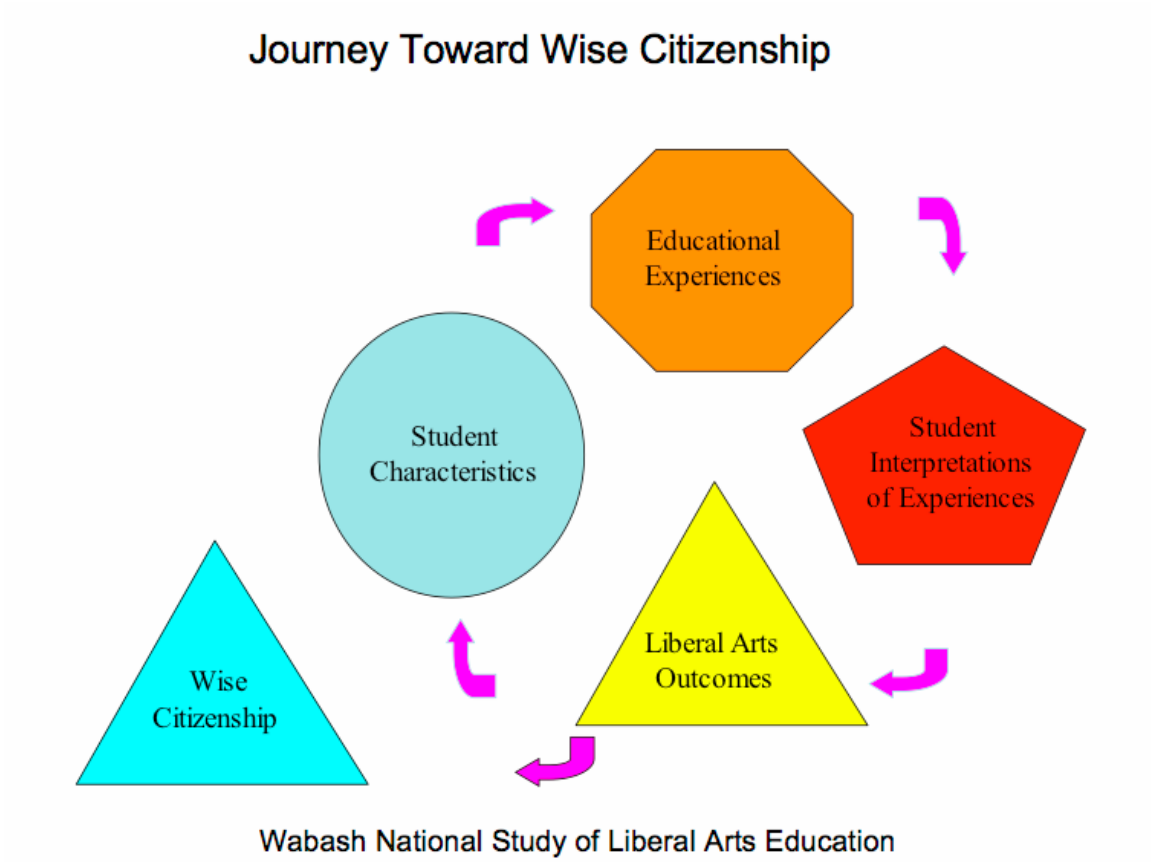 Journey Toward Wise Citizenship
Educational
Experiences
Student
Characteristics
Student
Interpretations
of Experiences
Liberal Arts
Outcomes
Wise
Citizenship
Wabash National Study of Liberal Arts Education